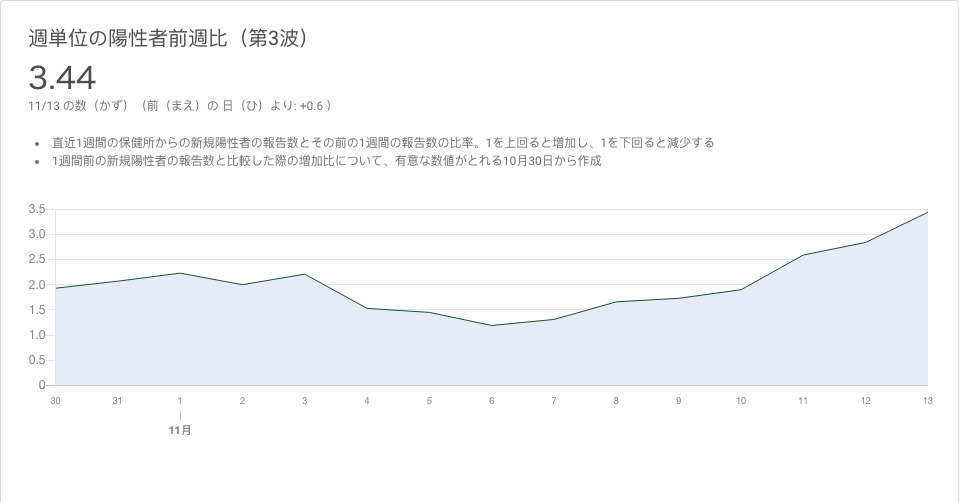 週単位の陽性者前週比（第3波）
3.44
11/13 の数（かず）（前（まえ）の 日（ひ）より: +0.6 ）
• 直近1週間の保健所からの新規陽性者の報告数とその前の1週間の報告数の比率。1を上回ると増加し、1を下回ると減少する
• 1週間前の新規陽性者の報告数と比較した際の増加比について、有意な数値がとれる10月30日から作成
3.5
3.0
2.5
2.0
1.5
1.0
0.5
0
30 31 1 2 3 4 5 6 7 8 9 10 11 12 13
11月